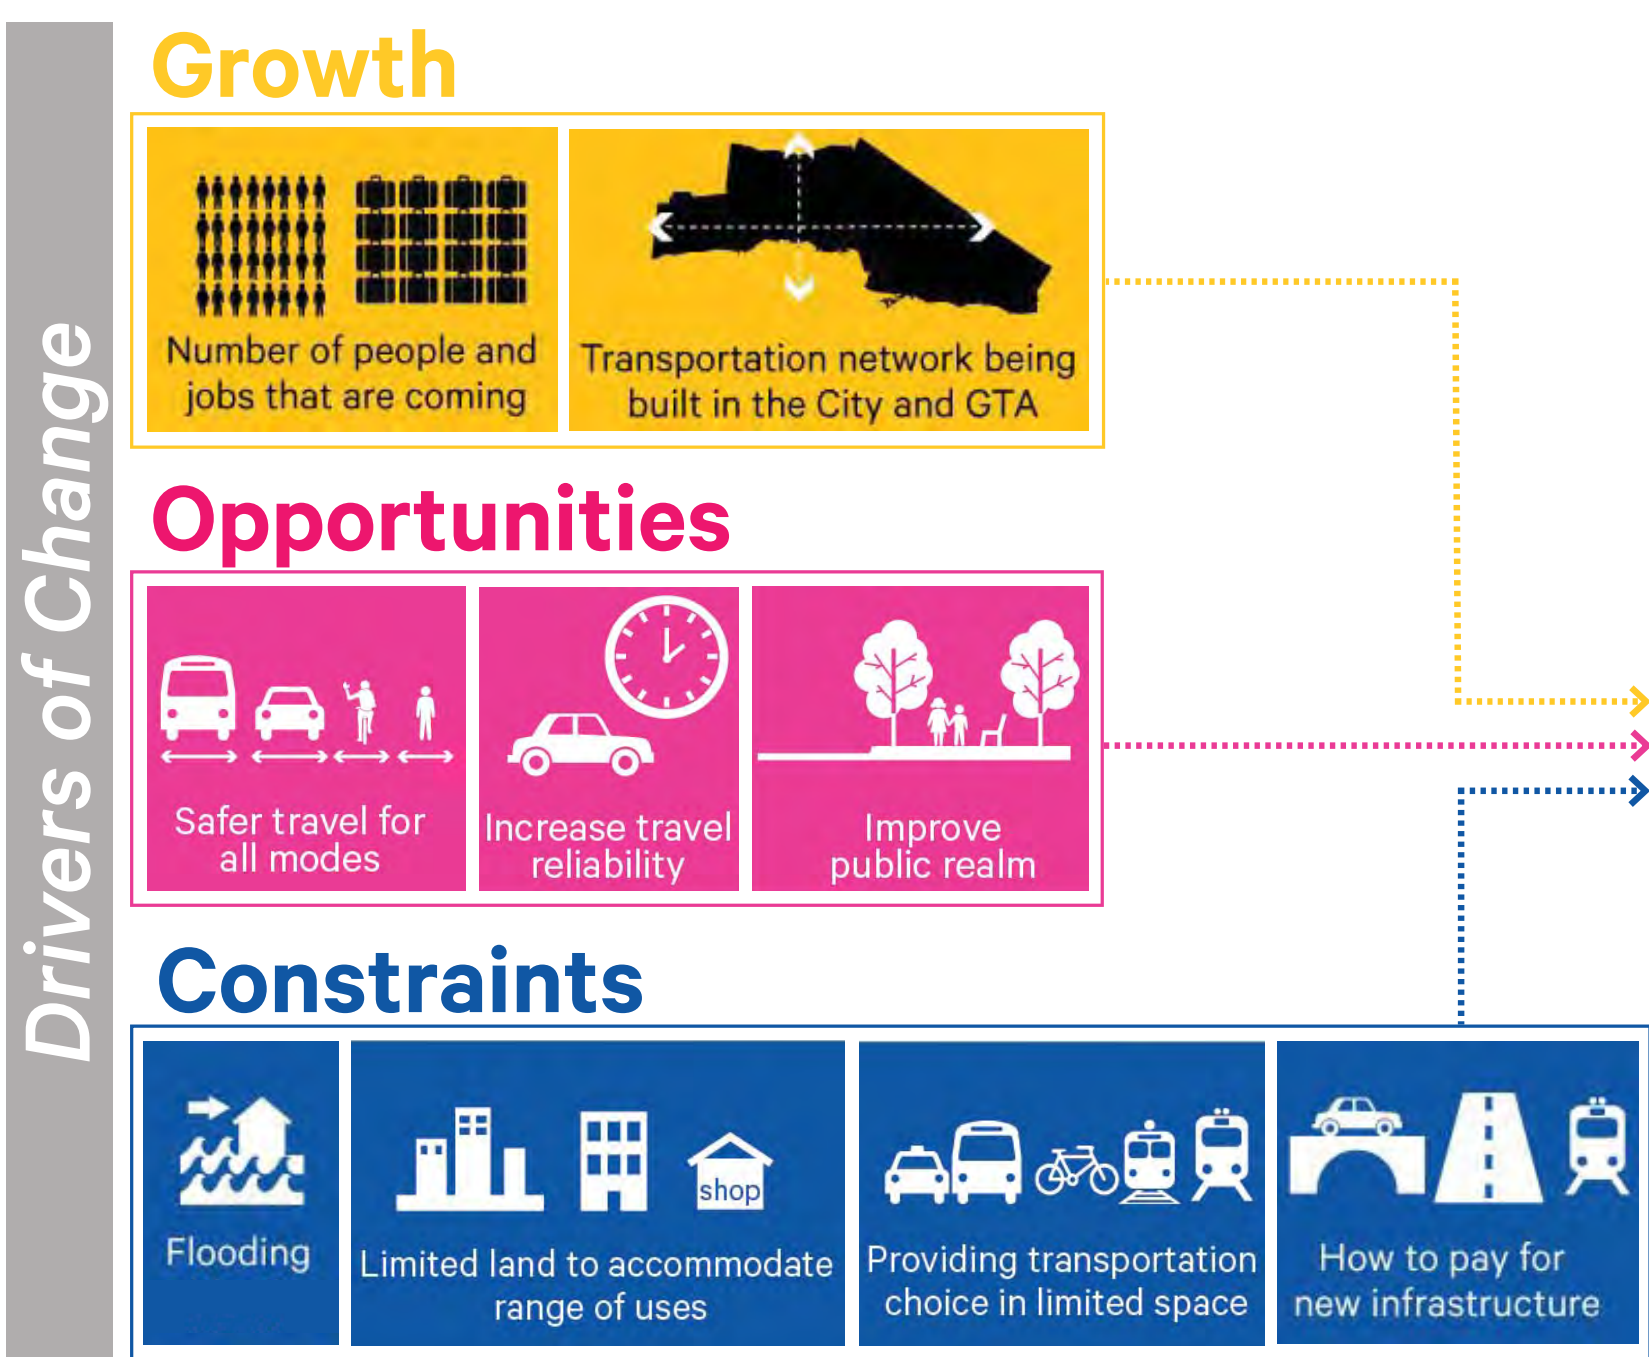 Drivers of Change
Growth
Number of people and
jobs that are coming
Transportation network being
built in the City and GTA
Opportunities
Safer travel for
all modes
Increase travel
reliability
Improve
public realm
Constraints
Flooding
shop
Limited land to accommodate
range of uses
Providing transportation
choice in limited space
How to pay for
new infrastructure